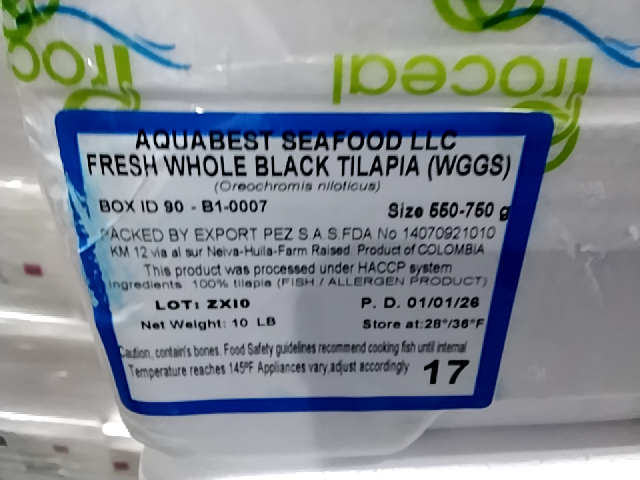 AQUABEST SEAFOOD LLC
FRESH WHOLE BLACK TILAPIA (WGGS)
(Oreochromis niloticus)
BOX ID 90 - B1-0007 Size 550-750 g
PACKED BY EXPORT PEZ S.A.S.FDA No 14070921010
KM 12 via al sur Neiva-Huila-Farm Raised. Product of COLOMBIA
This product was processed under HACCP system
Ingredients 100% tilapia (FISH / ALLERGEN PRODUCT)
LOT: ZXI0 P. D. 01/01/26
Net Weight: 10 LB Store at:28°/36°F
Caution, contain's bones. Food Safety guidelines recommend cooking fish until internal
Temperature reaches 145ºF Appliances vary,adjust accordingly 17